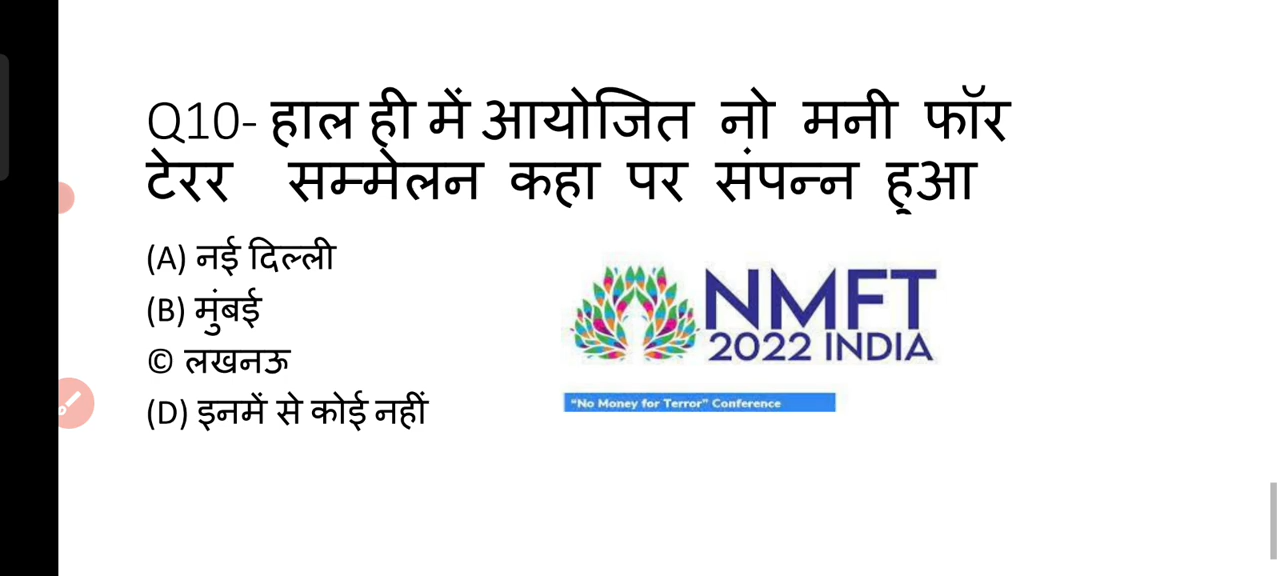 Q10- हाल ही में आयोजित नो मनी फॉर
टेरर सम्मेलन कहा पर संपन्न हुआ
(A) नई दिल्ली
(B) मुंबई
© लखनऊ
(D) इनमें से कोई नहीं
NMFT
2022 INDIA
"No Money for Terror" Conference